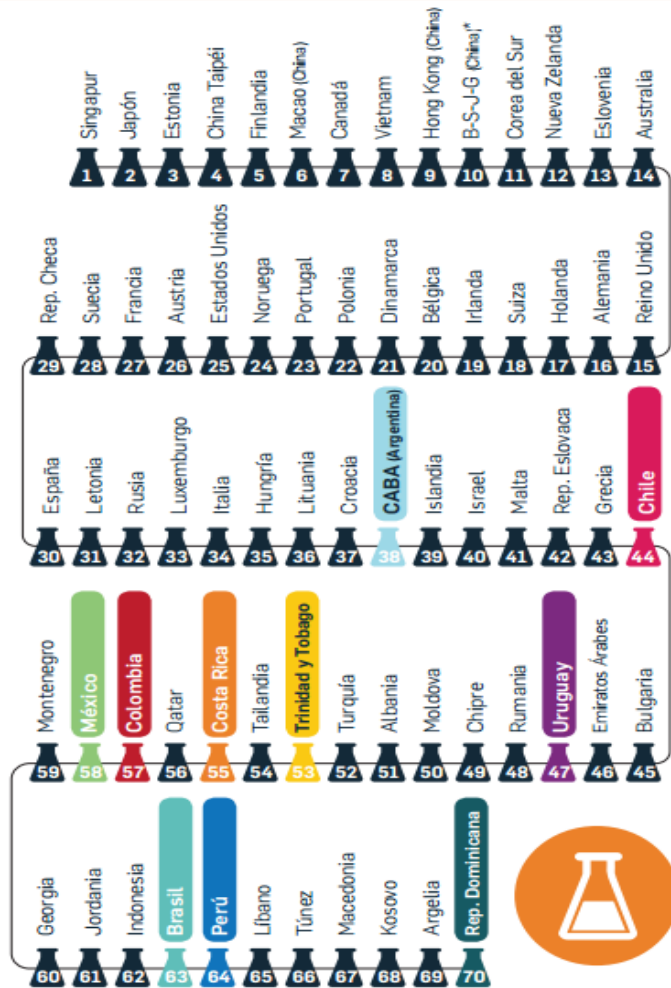 1 Singapur
2 Japón
3 Estonia
4 China Taipéi
5 Finlandia
6 Macao (China)
7 Canadá
8 Vietnam
9 Hong Kong (China)
10 B-S-J-G (China)*
11 Corea del Sur
12 Nueva Zelanda
13 Eslovenia
14 Australia
15 Reino Unido
16 Alemania
17 Holanda
18 Suiza
19 Irlanda
20 Bélgica
21 Dinamarca
22 Polonia
23 Portugal
24 Noruega
25 Estados Unidos
26 Austria
27 Francia
28 Suecia
29 Rep. Checa
30 España
31 Letonia
32 Rusia
33 Luxemburgo
34 Italia
35 Hungría
36 Lituania
37 Croacia
38 CABA (Argentina)
39 Islandia
40 Israel
41 Malta
42 Rep. Eslovaca
43 Grecia
44 Chile
45 Bulgaria
46 Emiratos Árabes
47 Uruguay
48 Rumania
49 Chipre
50 Moldova
51 Albania
52 Turquía
53 Trinidad y Tobago
54 Tailandia
55 Costa Rica
56 Qatar
57 Colombia
58 México
59 Montenegro
60 Georgia
61 Jordania
62 Indonesia
63 Brasil
64 Perú
65 Líbano
66 Túnez
67 Macedonia
68 Kosovo
69 Argelia
70 Rep. Dominicana